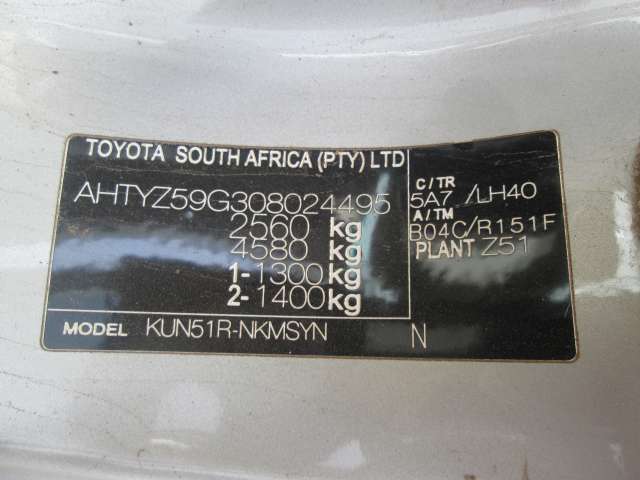 TOYOTA SOUTH AFRICA (PTY) LTD
AHTYZ59G308024495
2560 kg
4580 kg
1-1300 kg
2-1400 kg
C/TR
5A7 /LH40
A/TM
B04C/R151F
PLANT Z51
MODEL KUN51R-NKMSYN N